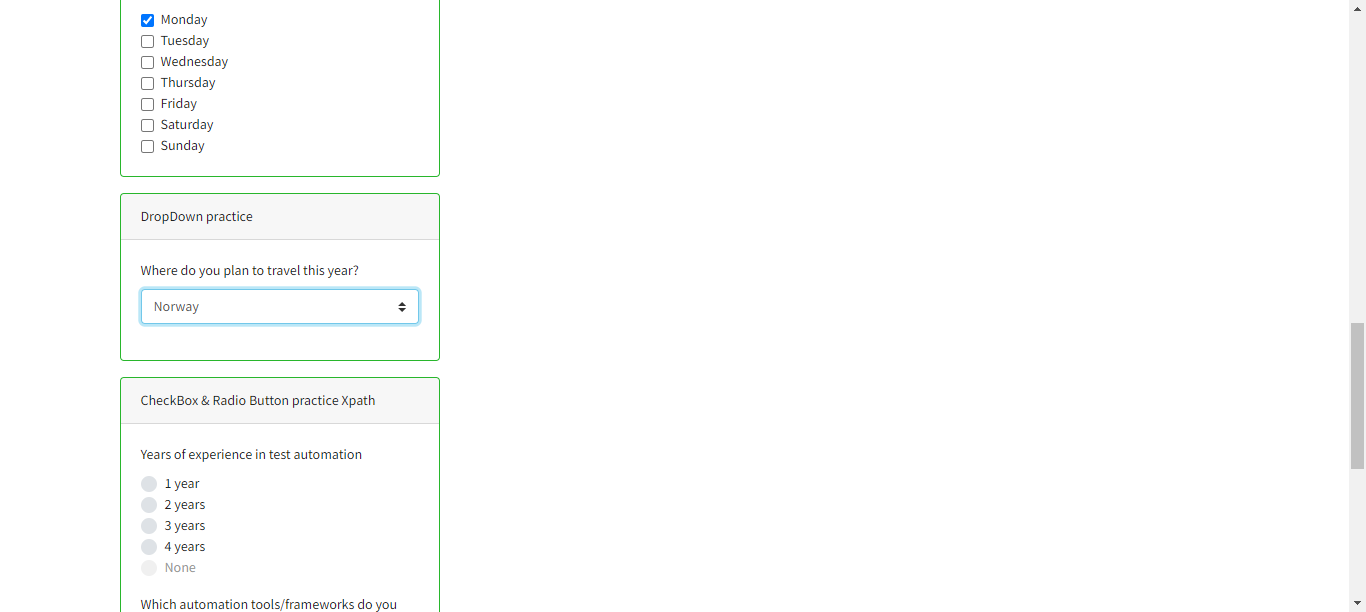 Monday
Tuesday
Wednesday
Thursday
Friday
Saturday
Sunday
DropDown practice
Where do you plan to travel this year?
Norway
CheckBox & Radio Button practice Xpath
Years of experience in test automation
1 year
2 years
3 years
4 years
None
Which automation tools/frameworks do you